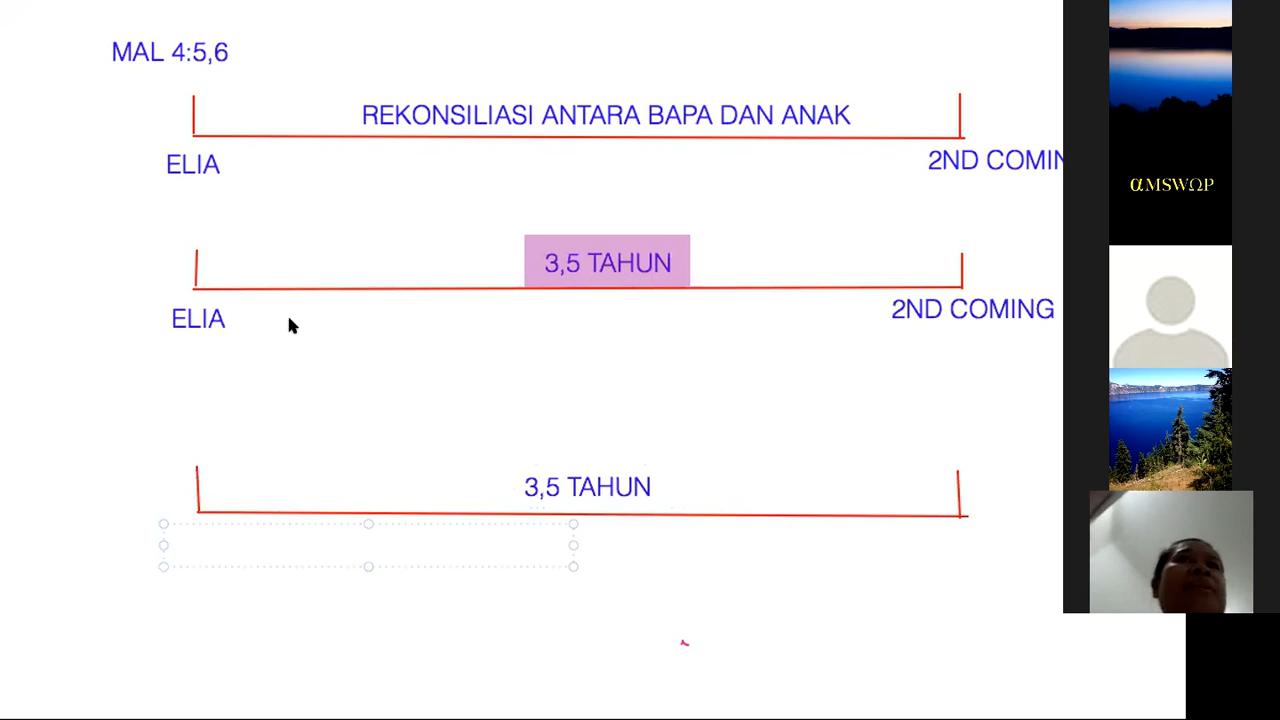 MAL 4:5,6
REKONSILIASI ANTARA BAPA DAN ANAK
ELIA
2ND COMIN
αMSWΩP
3,5 TAHUN
ELIA
2ND COMING
3,5 TAHUN